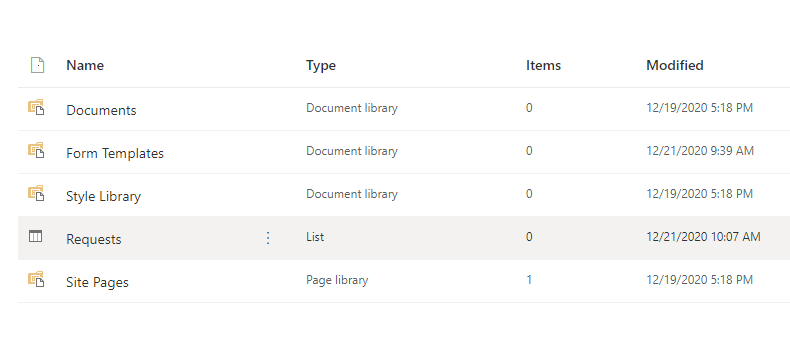 Name Type Items Modified
Documents Document library 0 12/19/2020 5:18 PM
Form Templates Document library 0 12/21/2020 9:39 AM
Style Library Document library 0 12/19/2020 5:18 PM
Requests List 0 12/21/2020 10:07 AM
Site Pages Page library 1 12/19/2020 5:18 PM